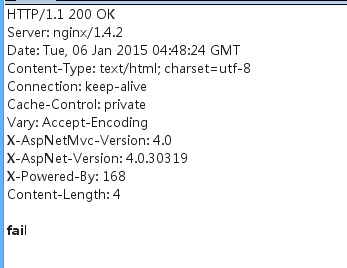 HTTP/1.1 200 OK
Server: nginx/1.4.2
Date: Tue, 06 Jan 2015 04:48:24 GMT
Content-Type: text/html; charset=utf-8
Connection: keep-alive
Cache-Control: private
Vary: Accept-Encoding
X-AspNetMvc-Version: 4.0
X-AspNet-Version: 4.0.30319
X-Powered-By: 168
Content-Length: 4
fail